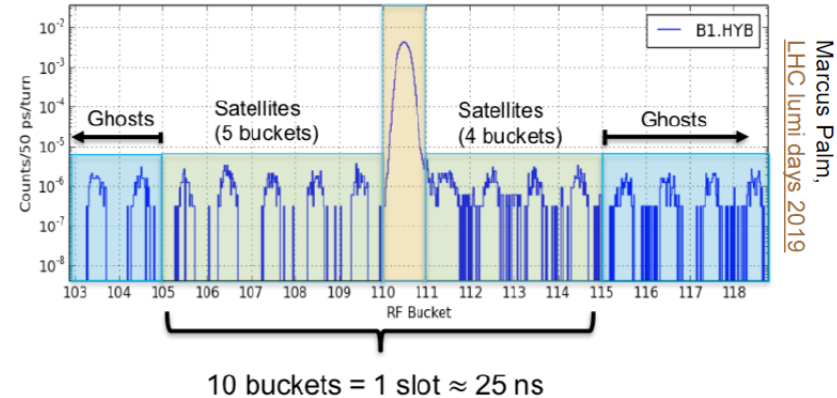 B1.HYB
Counts/50 ps/turn
10⁻²
10⁻³
10⁻⁴
10⁻⁵
10⁻⁶
10⁻⁷
10⁻⁸
Ghosts
Satellites
(5 buckets)
Satellites
(4 buckets)
Ghosts
103 104 105 106 107 108 109 110 111 112 113 114 115 116 117 118
RF Bucket
10 buckets = 1 slot ≈ 25 ns
Marcus Palm,
LHC lumi days 2019